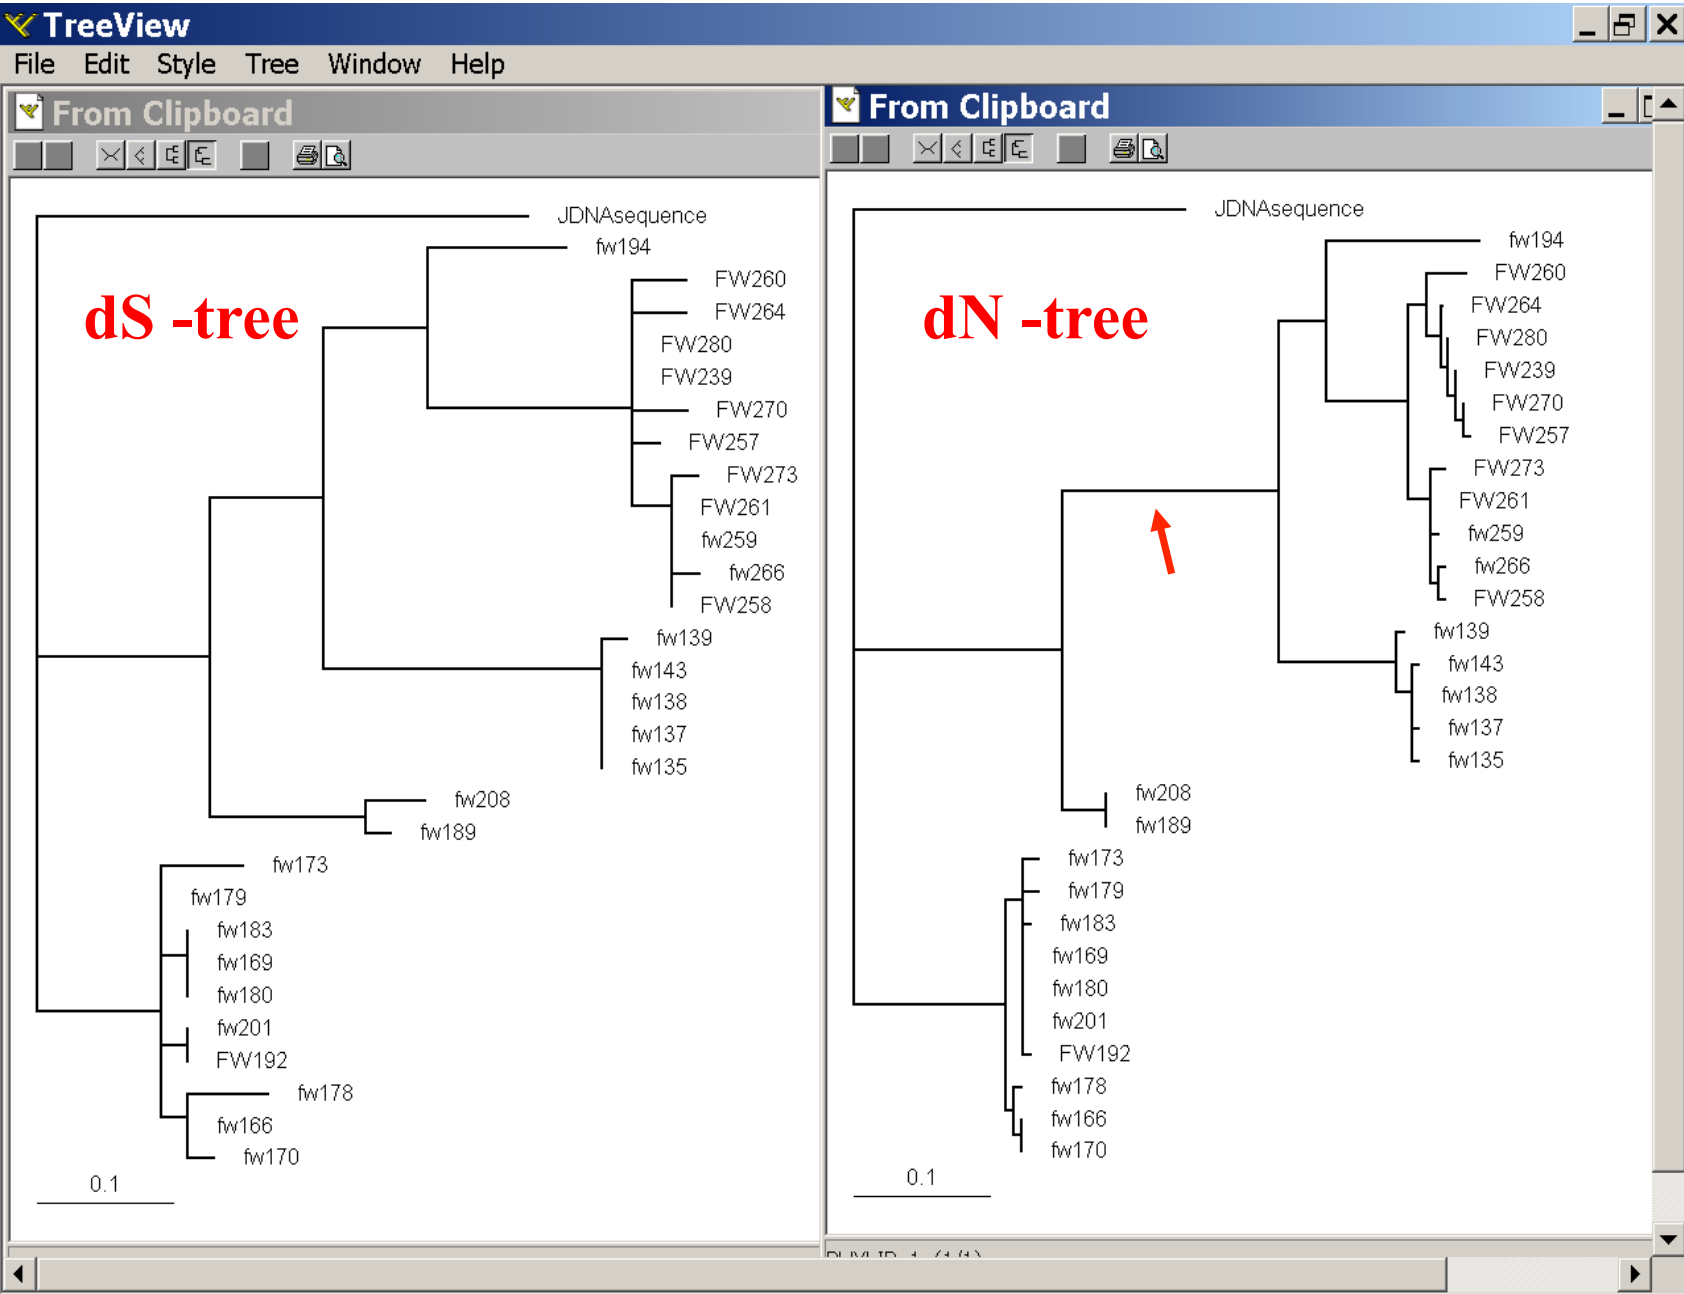 TreeView
File Edit Style Tree Window Help
From Clipboard
JDNAsequence
fw194
FW260
dS -tree
FW264
FW280
FW239
FW270
FW257
FW273
FW261
fw259
fw266
FW258
fw139
fw143
fw138
fw137
fw135
fw208
fw189
fw173
fw179
fw183
fw169
fw180
fw201
FW192
fw178
fw166
fw170
0.1
From Clipboard
JDNAsequence
fw194
FW260
dN -tree
FW264
FW280
FW239
FW270
FW257
FW273
FW261
fw259
fw266
FW258
fw139
fw143
fw138
fw137
fw135
fw208
fw189
fw173
fw179
fw183
fw169
fw180
fw201
FW192
fw178
fw166
fw170
0.1